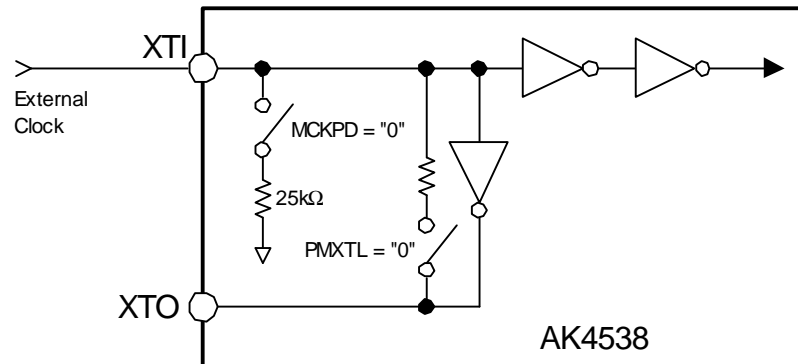 XTI
External
Clock
MCKPD = "0"
25kΩ
PMXTL = "0"
XTO
AK4538